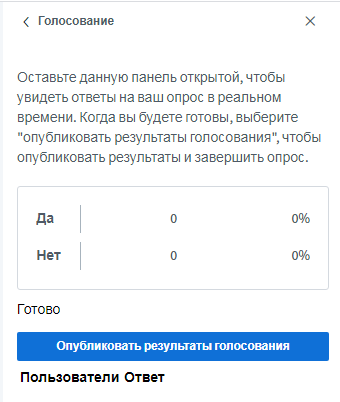 Голосование
Оставьте данную панель открытой, чтобы
увидеть ответы на ваш опрос в реальном
времени. Когда вы будете готовы, выберите
"опубликовать результаты голосования", чтобы
опубликовать результаты и завершить опрос.
Да 0 0%
Нет 0 0%
Готово
Опубликовать результаты голосования
Пользователи Ответ